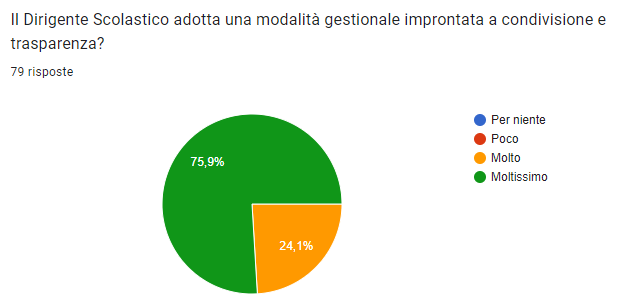 Il Dirigente Scolastico adotta una modalità gestionale improntata a condivisione e
trasparenza?
79 risposte
75,9%
24,1%
Per niente
Poco
Molto
Moltissimo